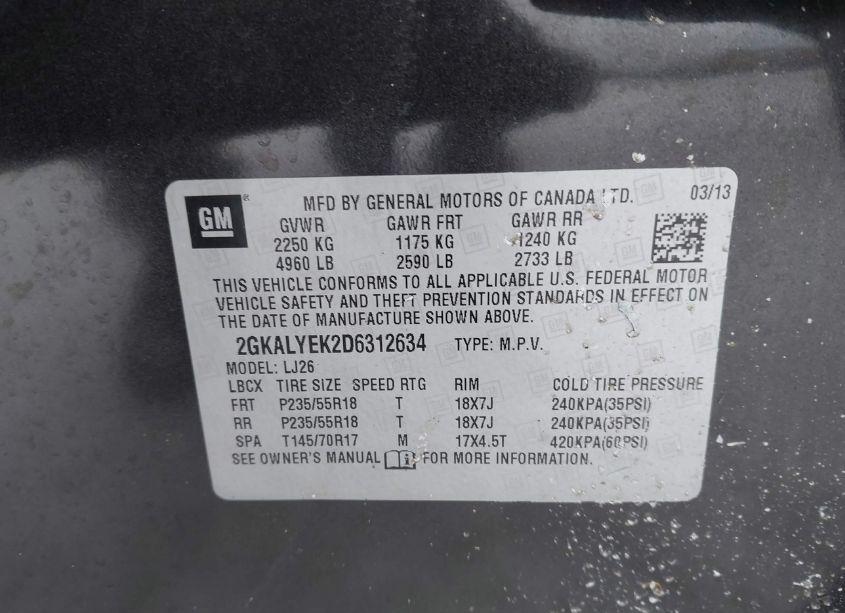 GM ®
MFD BY GENERAL MOTORS OF CANADA LTD. 03/13
GVWR GAWR FRT GAWR RR
2250 KG 1175 KG 1240 KG
4960 LB 2590 LB 2733 LB
THIS VEHICLE CONFORMS TO ALL APPLICABLE U.S. FEDERAL MOTOR
VEHICLE SAFETY AND THEFT PREVENTION STANDARDS IN EFFECT ON
THE DATE OF MANUFACTURE SHOWN ABOVE.
2GKALYEK2D6312634 TYPE: M.P.V.
MODEL: LJ26
LBCX TIRE SIZE SPEED RTG RIM COLD TIRE PRESSURE
FRT P235/55R18 T 18X7J 240KPA(35PSI)
RR P235/55R18 T 18X7J 240KPA(35PSI)
SPA T145/70R17 M 17X4.5T 420KPA(60PSI)
SEE OWNER'S MANUAL FOR MORE INFORMATION.